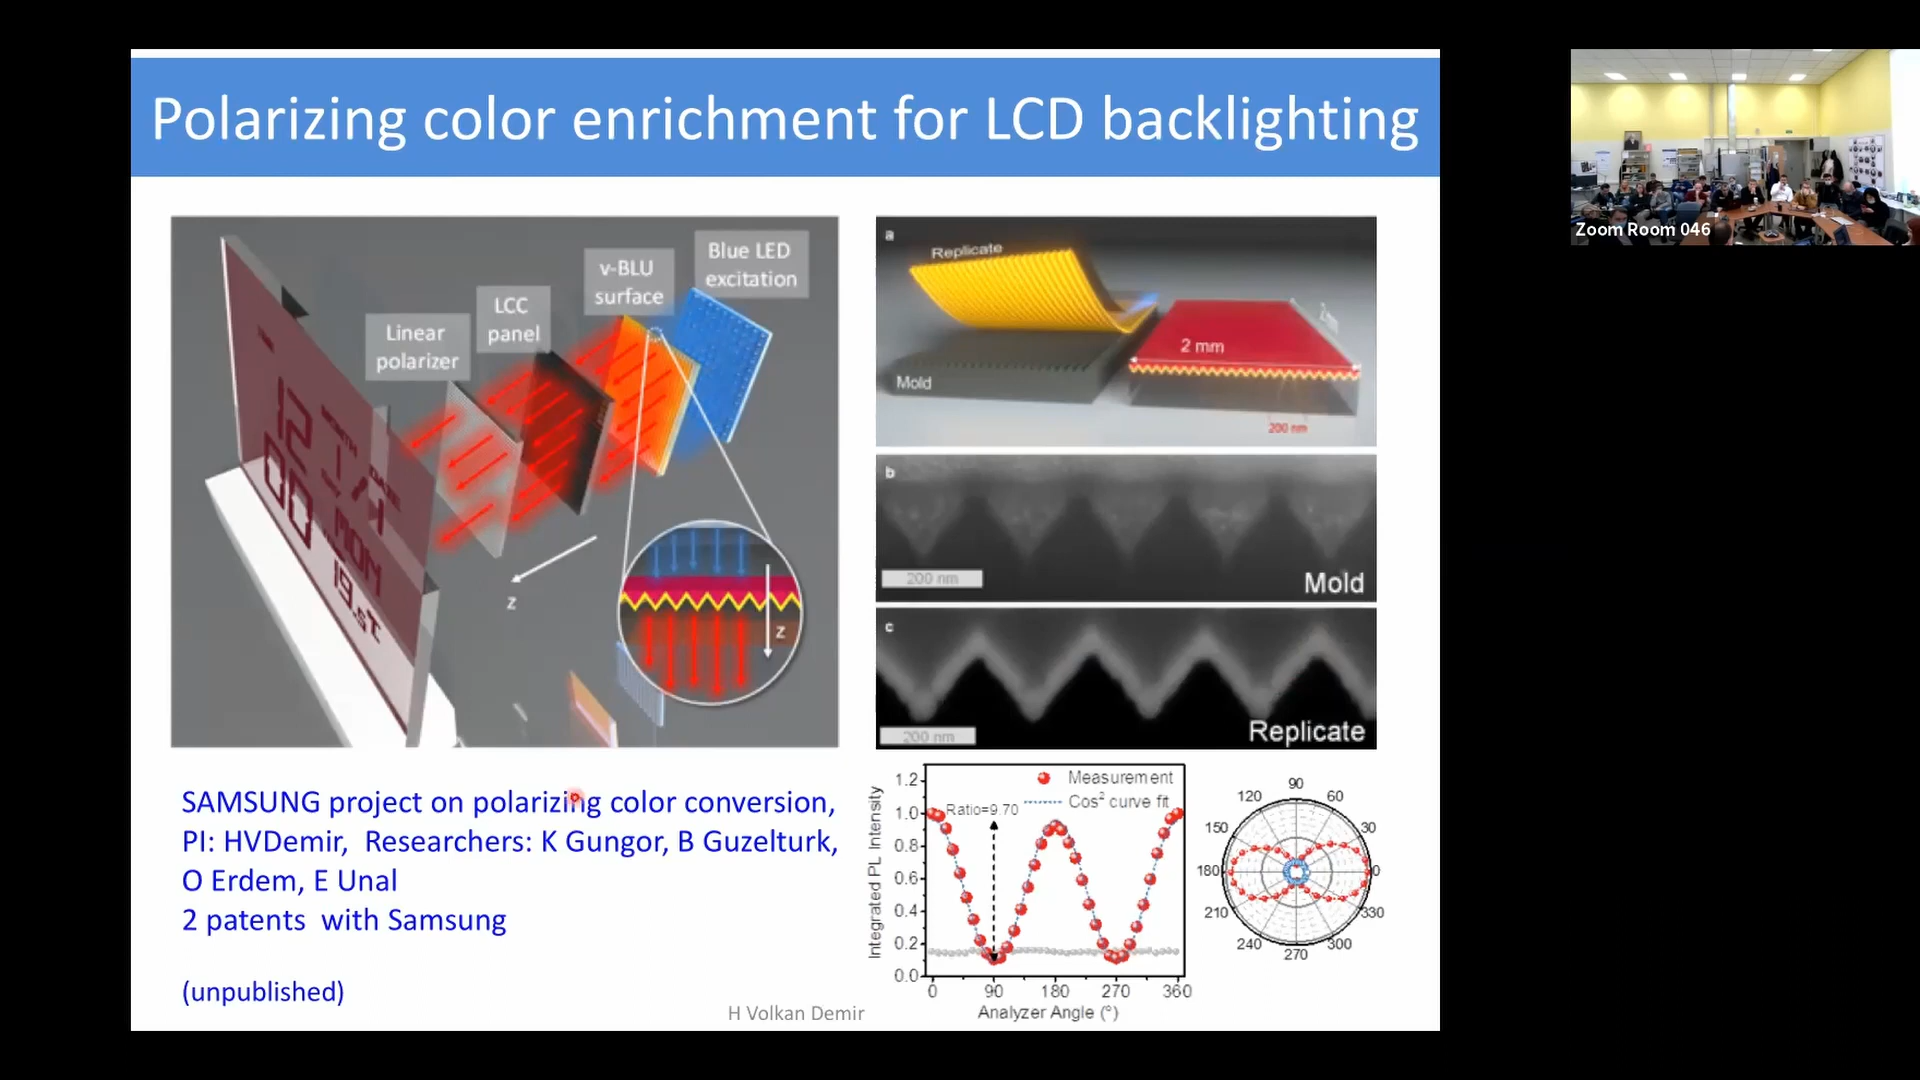 Polarizing color enrichment for LCD backlighting
Blue LED
excitation
v-BLU
surface
LCC
panel
Linear
polarizer
z
z
12
MON
a
Replicate
Mold
2 mm
200 nm
b
200 nm
Mold
c
200 nm
Replicate
SAMSUNG project on polarizing color conversion,
PI: HVDemir, Researchers: K Gungor, B Guzelturk,
O Erdem, E Unal
2 patents with Samsung
(unpublished)
H Volkan Demir
Integrated PL Intensity
1.2
1.0
0.8
0.6
0.4
0.2
0.0
Ratio=9.70
Measurement
Cos² curve fit
0 90 180 270 360
Analyzer Angle (°)
90
120 60
150 30
180 0
210 330
240 300
270
Zoom Room 046